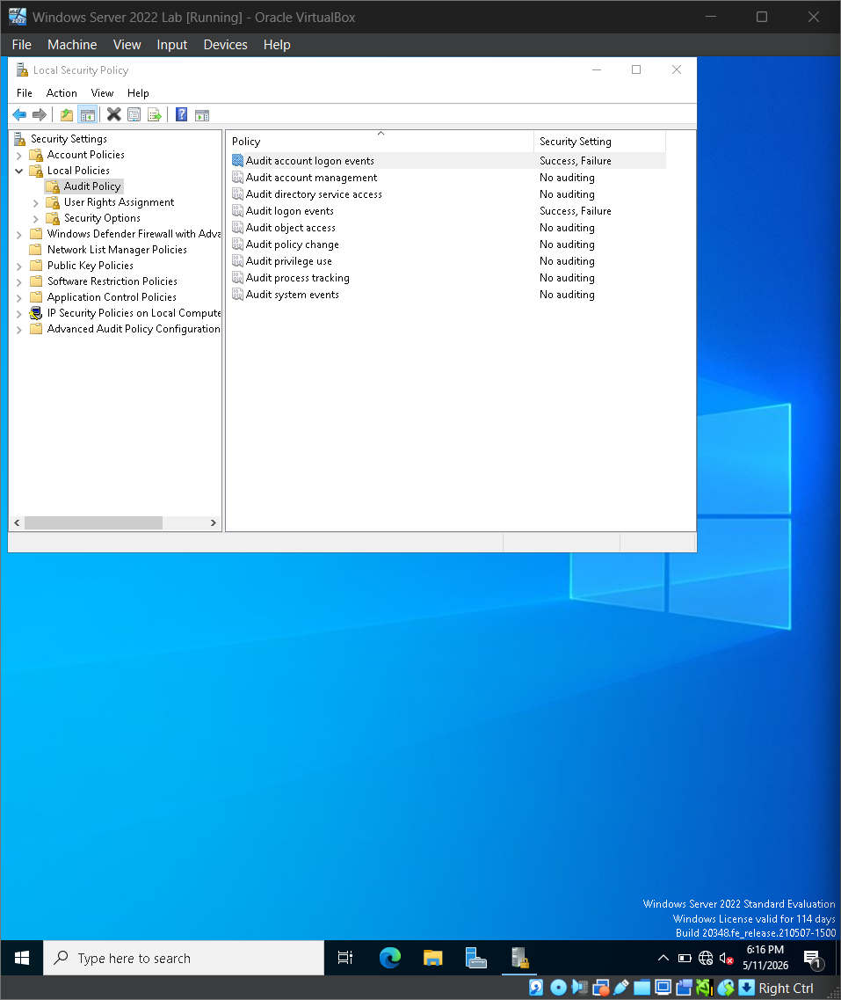 Windows Server 2022 Lab [Running] - Oracle VirtualBox
File Machine View Input Devices Help
Local Security Policy
File Action View Help
Security Settings
Account Policies
Local Policies
Audit Policy
User Rights Assignment
Security Options
Windows Defender Firewall with Adva
Network List Manager Policies
Public Key Policies
Software Restriction Policies
Application Control Policies
IP Security Policies on Local Compute
Advanced Audit Policy Configuration
Policy Security Setting
Audit account logon events Success, Failure
Audit account management No auditing
Audit directory service access No auditing
Audit logon events Success, Failure
Audit object access No auditing
Audit policy change No auditing
Audit privilege use No auditing
Audit process tracking No auditing
Audit system events No auditing
Windows Server 2022 Standard Evaluation
Windows License valid for 114 days
Build 20348.fe_release.210507-1500
Type here to search
6:16 PM
5/11/2026
1
Right Ctrl